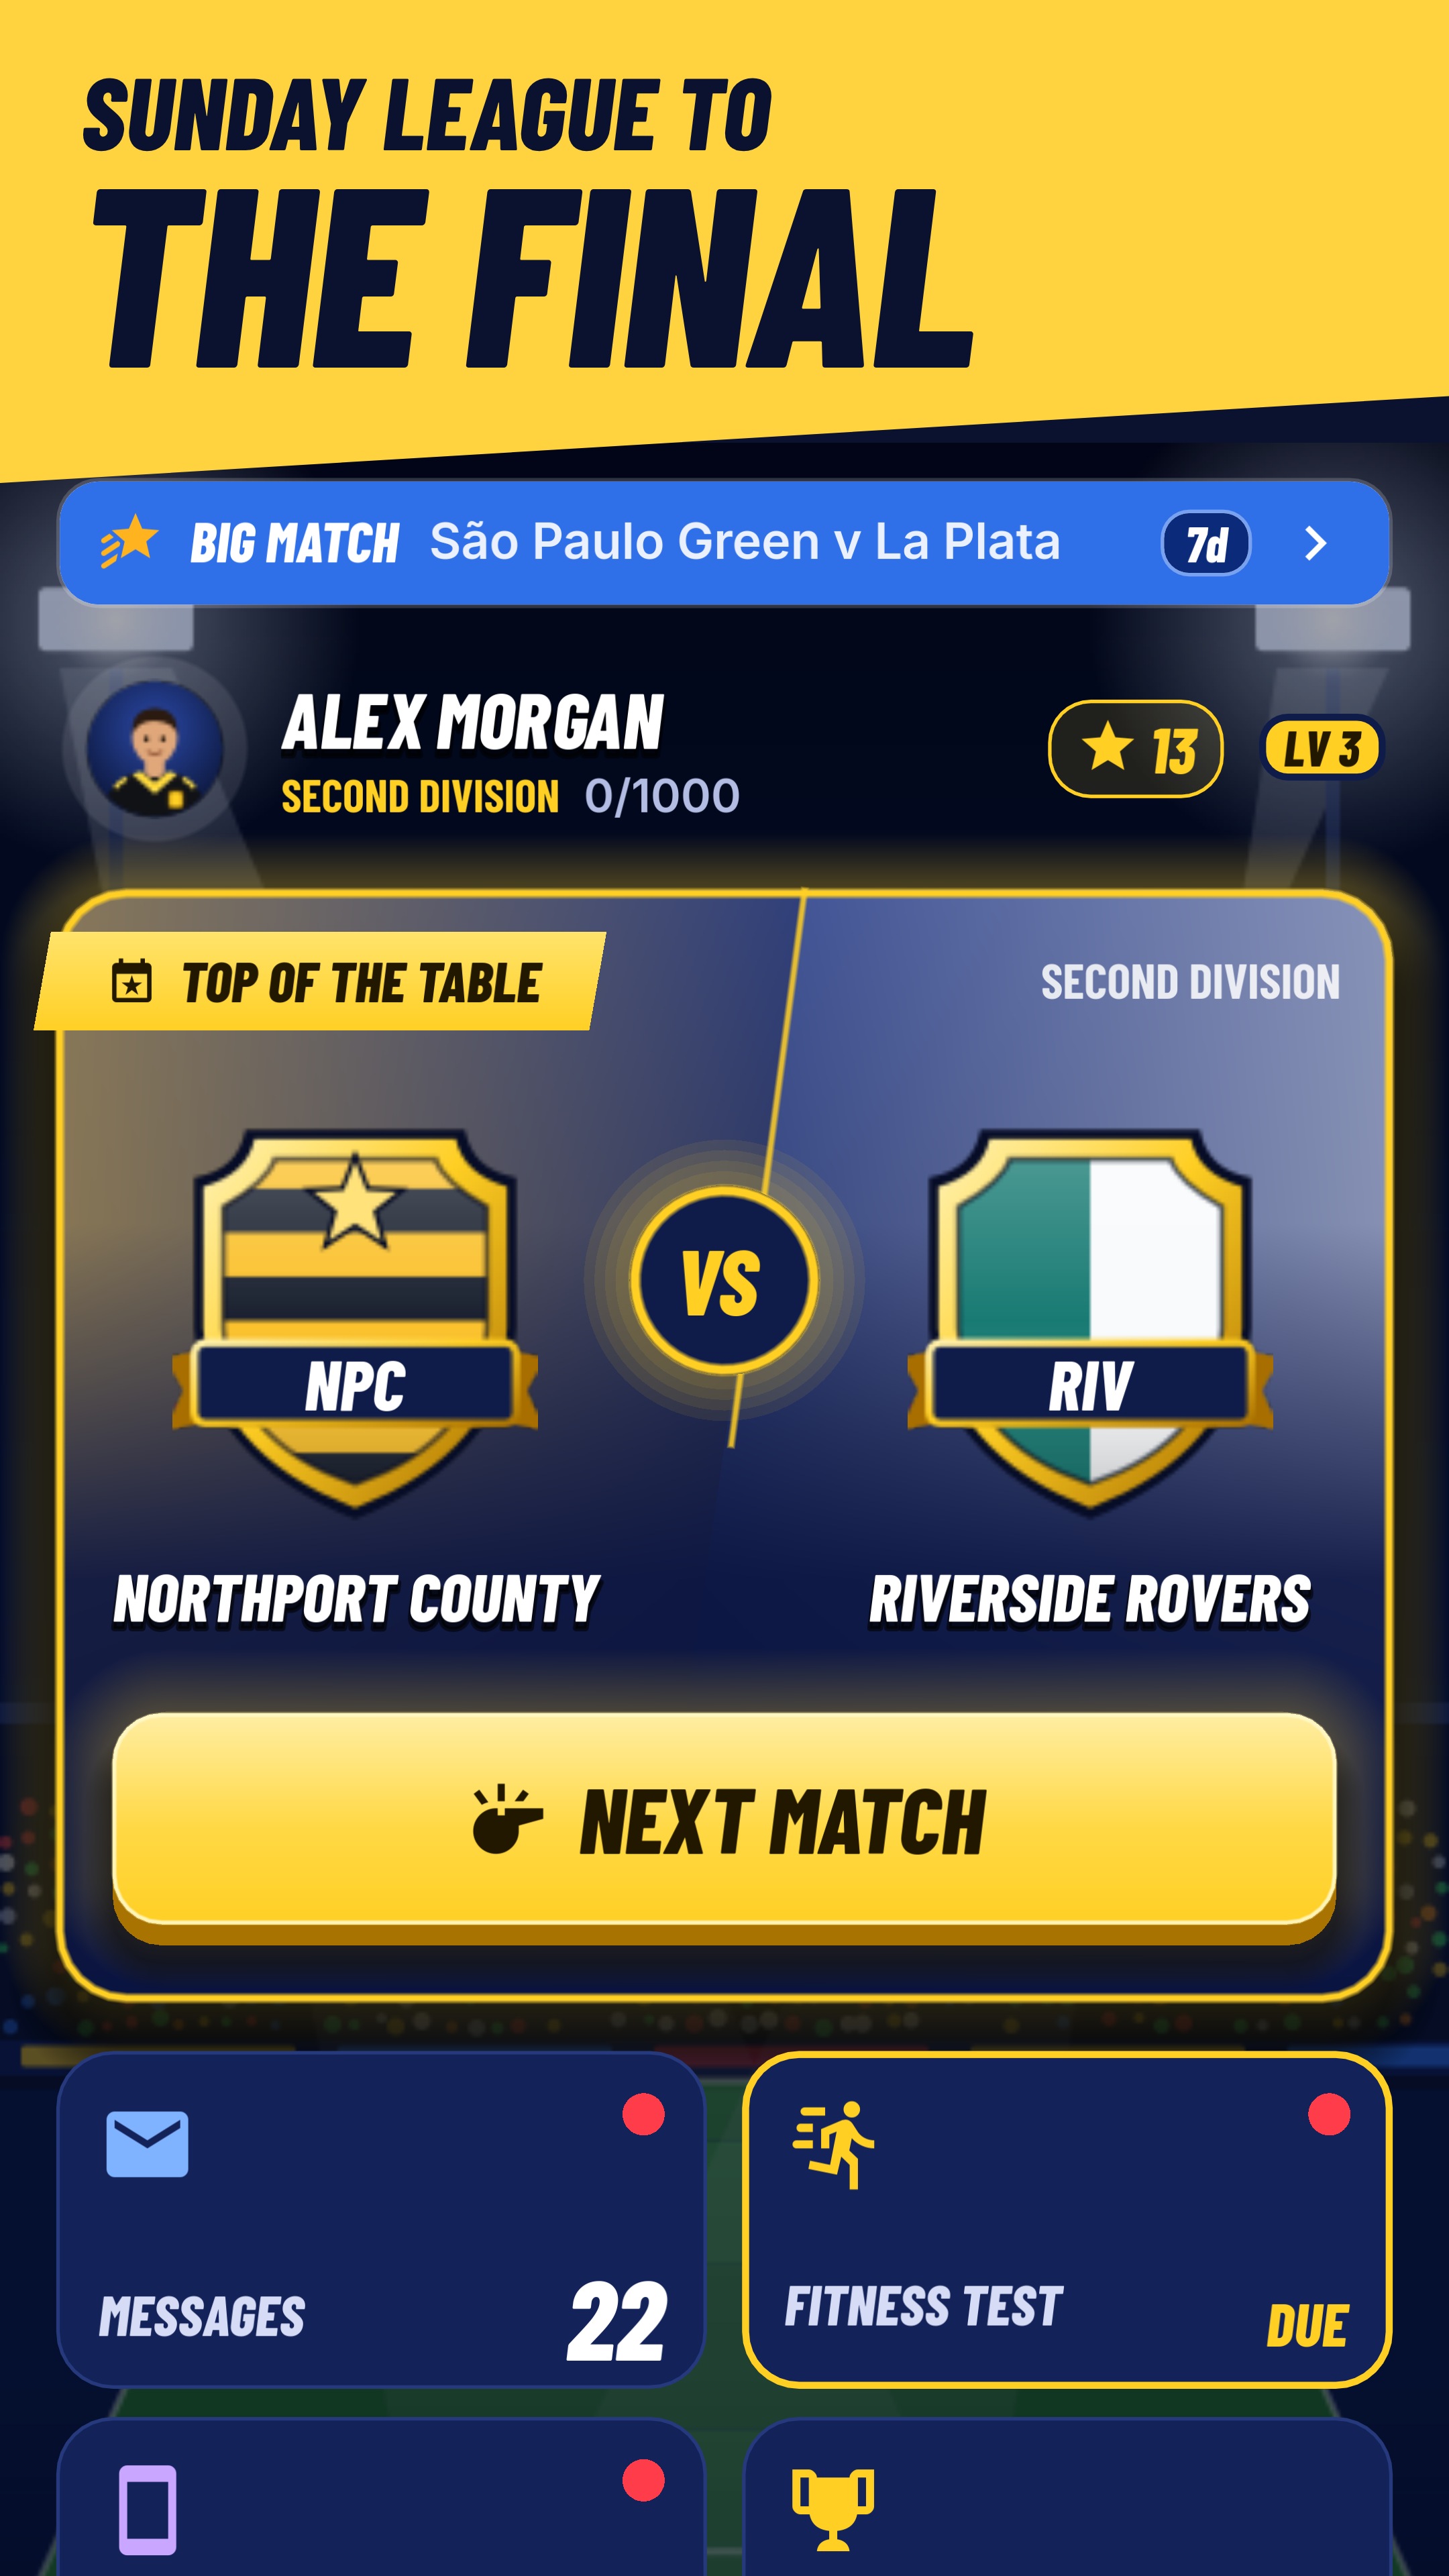 SUNDAY LEAGUE TO
THE FINAL
BIG MATCH São Paulo Green v La Plata 7d
ALEX MORGAN
SECOND DIVISION 0/1000
13
LV 3
TOP OF THE TABLE
SECOND DIVISION
NPC
VS
RIV
NORTHPORT COUNTY
RIVERSIDE ROVERS
NEXT MATCH
MESSAGES
22
FITNESS TEST
DUE